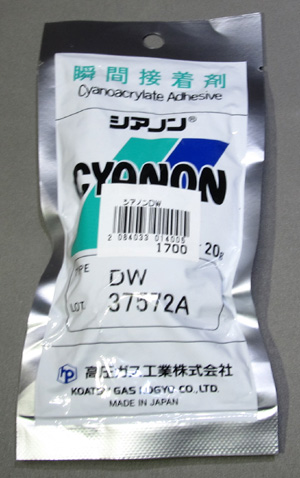 瞬間接着剤
Cyanoacrylate Adhesive
シアノン®
CYANON
シアノンDW
2 084033 014005
1700
20g
TYPE
DW
LOT.
37572A
高圧ガス工業株式会社
KOATSU GAS KOGYO CO., LTD.
MADE IN JAPAN